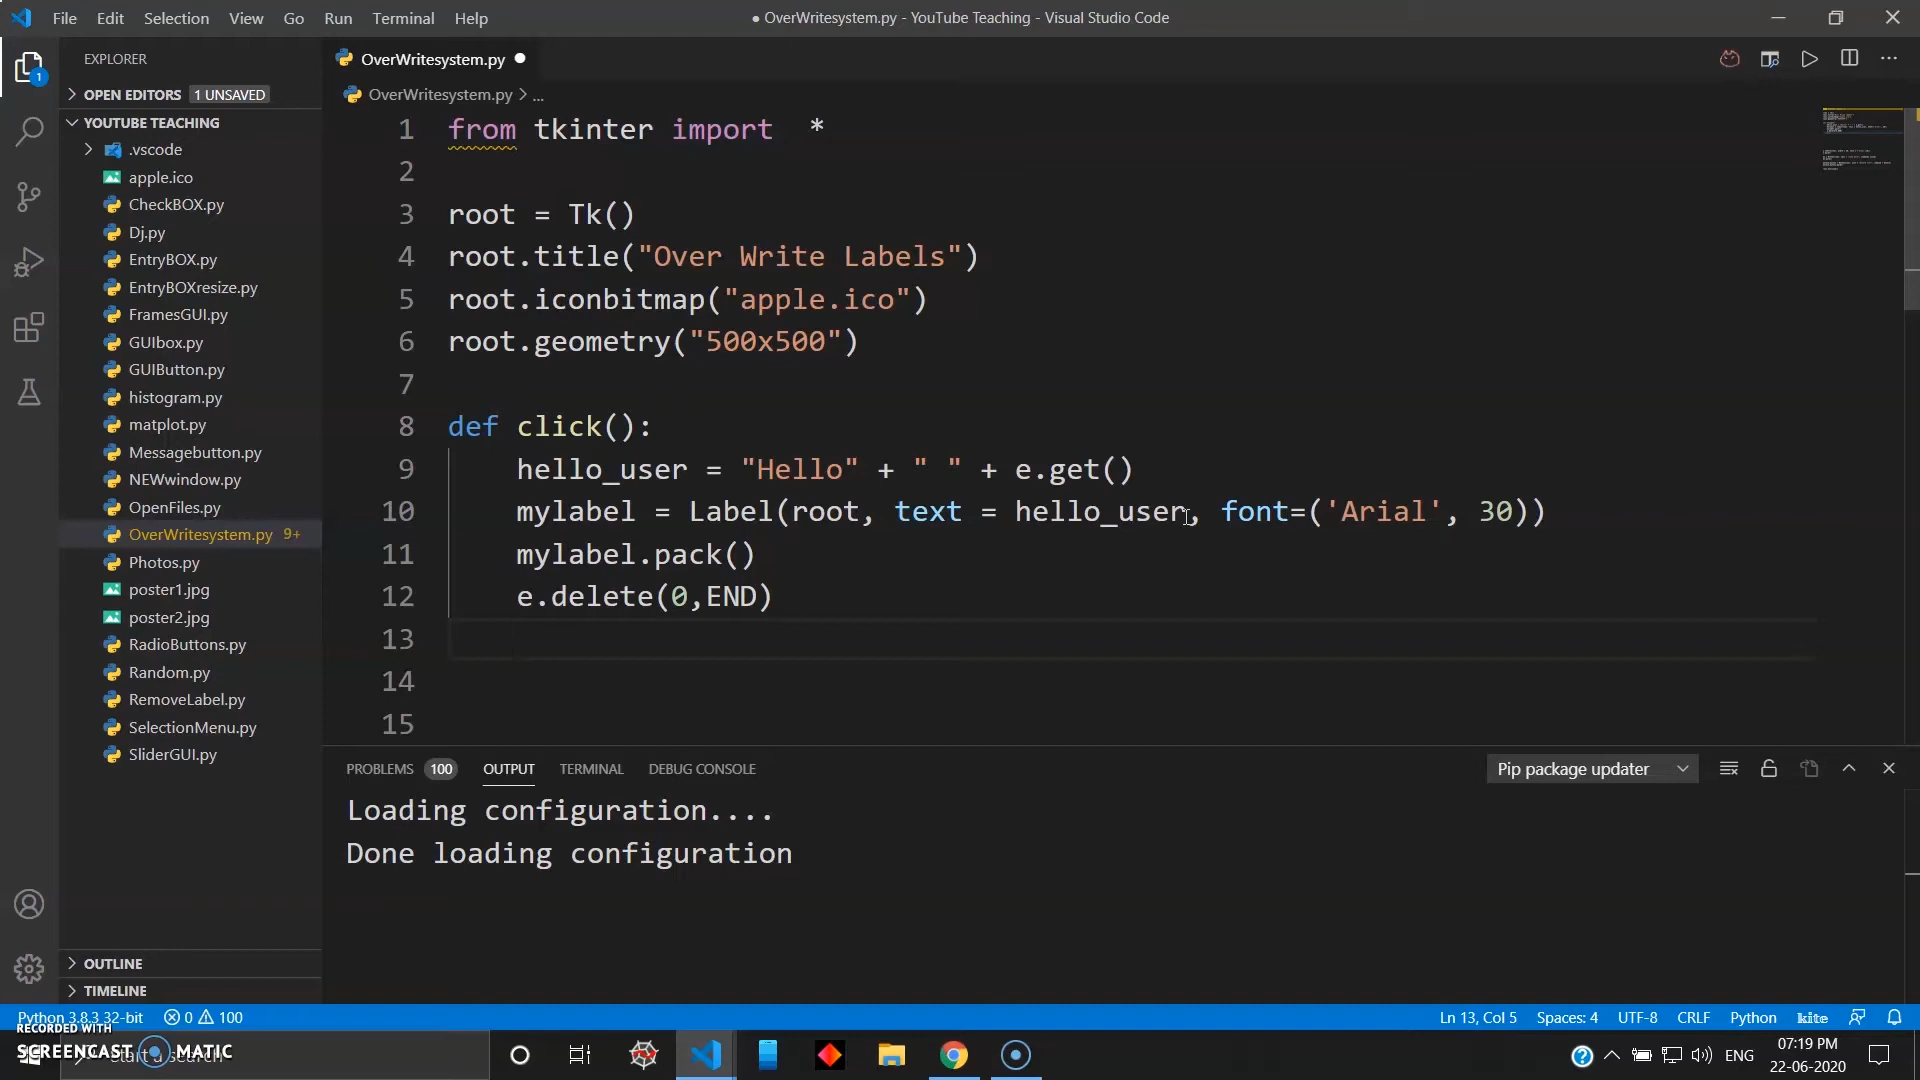 File Edit Selection View Go Run Terminal Help
● OverWritesystem.py - YouTube Teaching - Visual Studio Code
EXPLORER
OPEN EDITORS 1 UNSAVED
YOUTUBE TEACHING
.vscode
apple.ico
CheckBOX.py
Dj.py
EntryBOX.py
EntryBOXresize.py
FramesGUI.py
GUIbox.py
GUIButton.py
histogram.py
matplot.py
Messagebutton.py
NEWwindow.py
OpenFiles.py
OverWritesystem.py 9+
Photos.py
poster1.jpg
poster2.jpg
RadioButtons.py
Random.py
RemoveLabel.py
SelectionMenu.py
SliderGUI.py
OUTLINE
TIMELINE
1
OverWritesystem.py
OverWritesystem.py > ...
1 from tkinter import  *
2
3 root = Tk()
4 root.title("Over Write Labels")
5 root.iconbitmap("apple.ico")
6 root.geometry("500x500")
7
8 def click():
9     hello_user = "Hello" + " " + e.get()
10     mylabel = Label(root, text = hello_user, font=('Arial', 30))
11     mylabel.pack()
12     e.delete(0,END)
13
14
15
PROBLEMS 100 OUTPUT TERMINAL DEBUG CONSOLE
Pip package updater
Loading configuration....
Done loading configuration
Python 3.8.3 32-bit 0 100
Ln 13, Col 5 Spaces: 4 UTF-8 CRLF Python kite
RECORDED WITH
SCREENCAST MATIC
ENG
07:19 PM
22-06-2020